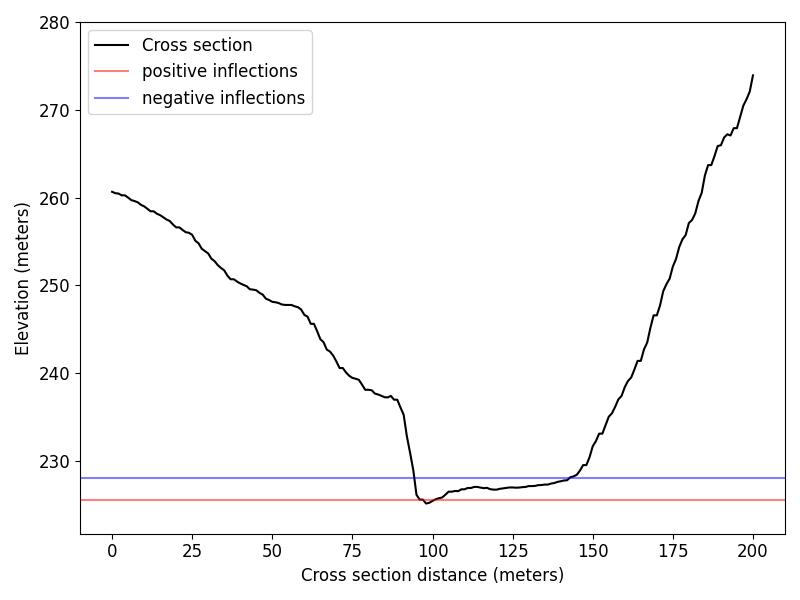 Cross section
positive inflections
negative inflections
280
270
260
250
240
230
Elevation (meters)
0 25 50 75 100 125 150 175 200
Cross section distance (meters)